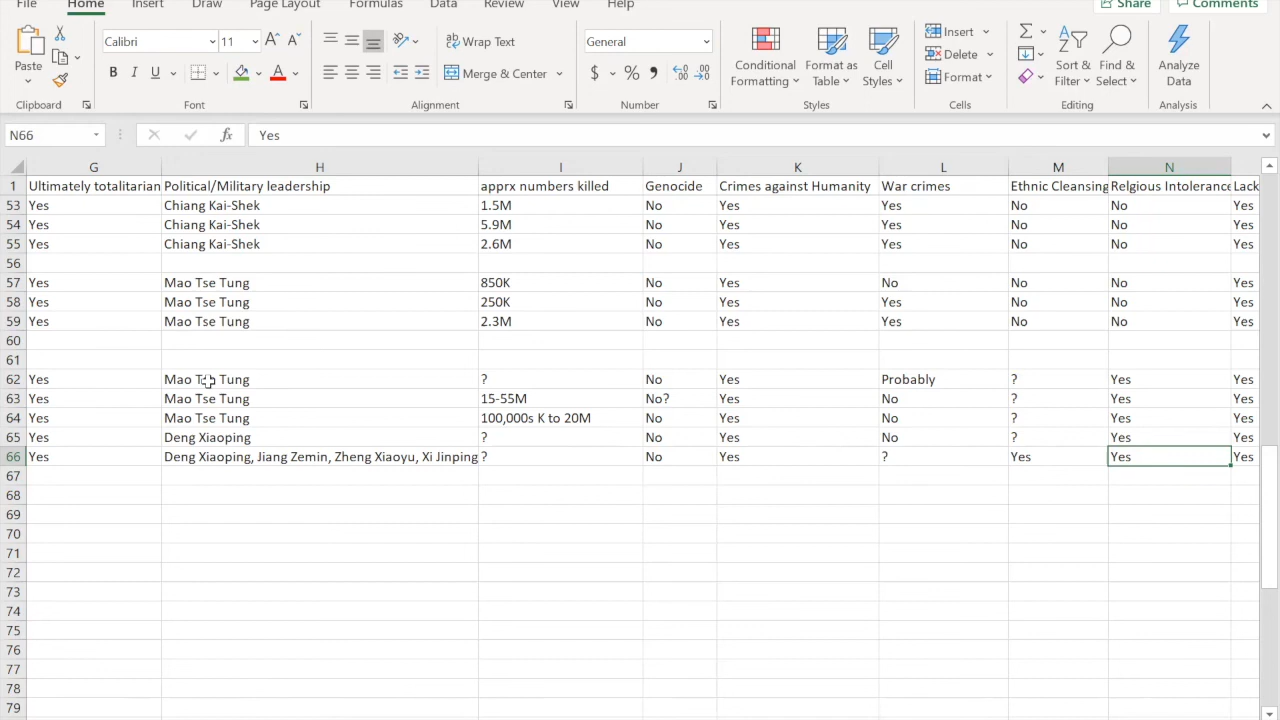 File Home Insert Draw Page Layout Formulas Data Review View Help Share Comments
Calibri 11 A A Wrap Text General Insert
Paste B I U A Merge & Center $ % Conditional Formatting Format as Table Cell Styles Delete Format Sort & Filter Find & Select Analyze Data
Clipboard Font Alignment Number Styles Cells Editing Analysis
N66 fx Yes
G H I J K L M N
1 Ultimately totalitarian Political/Military leadership apprx numbers killed Genocide Crimes against Humanity War crimes Ethnic Cleansing Relgious Intolerance Lack
53 Yes Chiang Kai-Shek 1.5M No Yes Yes No No Yes
54 Yes Chiang Kai-Shek 5.9M No Yes Yes No No Yes
55 Yes Chiang Kai-Shek 2.6M No Yes Yes No No Yes
56
57 Yes Mao Tse Tung 850K No Yes No No No Yes
58 Yes Mao Tse Tung 250K No Yes Yes No No Yes
59 Yes Mao Tse Tung 2.3M No Yes Yes No No Yes
60
61
62 Yes Mao Tse Tung ? No Yes Probably ? Yes Yes
63 Yes Mao Tse Tung 15-55M No? Yes No ? Yes Yes
64 Yes Mao Tse Tung 100,000s K to 20M No Yes No ? Yes Yes
65 Yes Deng Xiaoping ? No Yes No ? Yes Yes
66 Yes Deng Xiaoping, Jiang Zemin, Zheng Xiaoyu, Xi Jinping ? No Yes ? Yes Yes Yes
67
68
69
70
71
72
73
74
75
76
77
78
79